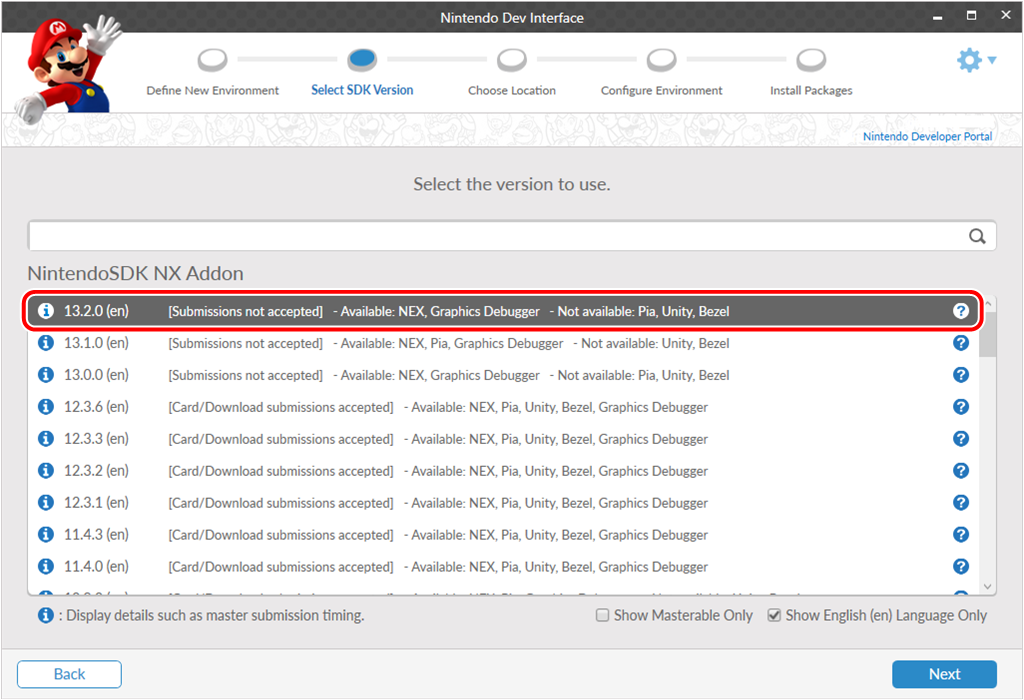 Nintendo Dev Interface
Define New Environment
Select SDK Version
Choose Location
Configure Environment
Install Packages
Nintendo Developer Portal
Select the version to use.
NintendoSDK NX Addon
13.2.0 (en) [Submissions not accepted] - Available: NEX, Graphics Debugger - Not available: Pia, Unity, Bezel
13.1.0 (en) [Submissions not accepted] - Available: NEX, Pia, Graphics Debugger - Not available: Unity, Bezel
13.0.0 (en) [Submissions not accepted] - Available: NEX, Graphics Debugger - Not available: Pia, Unity, Bezel
12.3.6 (en) [Card/Download submissions accepted] - Available: NEX, Pia, Unity, Bezel, Graphics Debugger
12.3.3 (en) [Card/Download submissions accepted] - Available: NEX, Pia, Unity, Bezel, Graphics Debugger
12.3.2 (en) [Card/Download submissions accepted] - Available: NEX, Pia, Unity, Bezel, Graphics Debugger
12.3.1 (en) [Card/Download submissions accepted] - Available: NEX, Pia, Unity, Bezel, Graphics Debugger
11.4.3 (en) [Card/Download submissions accepted] - Available: NEX, Pia, Unity, Bezel, Graphics Debugger
11.4.0 (en) [Card/Download submissions accepted] - Available: NEX, Pia, Unity, Bezel, Graphics Debugger
: Display details such as master submission timing.
Show Masterable Only
Show English (en) Language Only
Back
Next